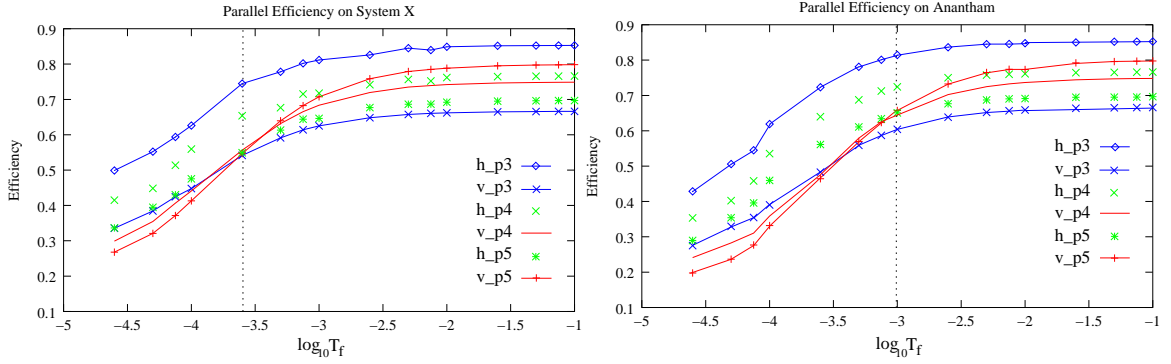 Parallel Efficiency on System X
0.9
0.8
0.7
0.6
0.5
0.4
0.3
0.2
0.1
Efficiency
h_p3
v_p3
h_p4
v_p4
h_p5
v_p5
−5 −4.5 −4 −3.5 −3 −2.5 −2 −1.5 −1
log10Tf
Parallel Efficiency on Anantham
0.9
0.8
0.7
0.6
0.5
0.4
0.3
0.2
0.1
Efficiency
h_p3
v_p3
h_p4
v_p4
h_p5
v_p5
−5 −4.5 −4 −3.5 −3 −2.5 −2 −1.5 −1
log10Tf